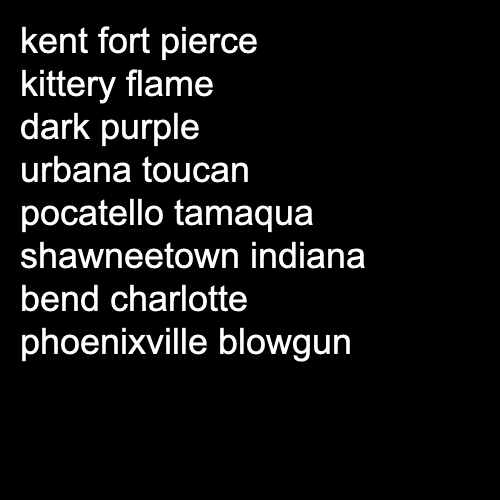 kent fort pierce
kittery flame
dark purple
urbana toucan
pocatello tamaqua
shawneetown indiana
bend charlotte
phoenixville blowgun